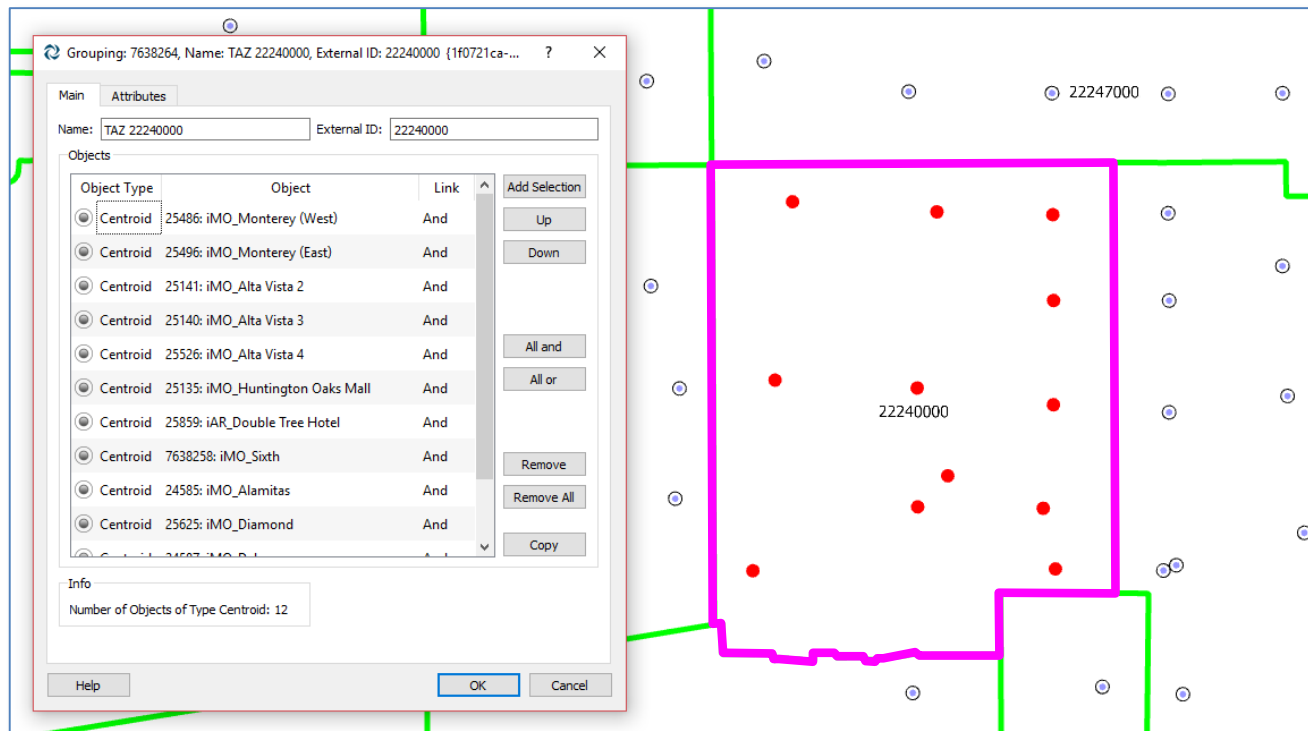 Grouping: 7638264, Name: TAZ 22240000, External ID: 22240000 {1f0721ca-... ? ×
Main Attributes
Name: TAZ 22240000 External ID: 22240000
Objects
Object Type Object Link
Add Selection
Centroid 25486: iMO_Monterey (West) And
Up
Centroid 25496: iMO_Monterey (East) And
Down
Centroid 25141: iMO_Alta Vista 2 And
Centroid 25140: iMO_Alta Vista 3 And
All and
Centroid 25526: iMO_Alta Vista 4 And
All or
Centroid 25135: iMO_Huntington Oaks Mall And
Centroid 25859: iAR_Double Tree Hotel And
Centroid 7638258: iMO_Sixth And
Remove
Centroid 24585: iMO_Alamitas And
Remove All
Centroid 25625: iMO_Diamond And
Copy
Info
Number of Objects of Type Centroid: 12
Help OK Cancel
22247000
22240000